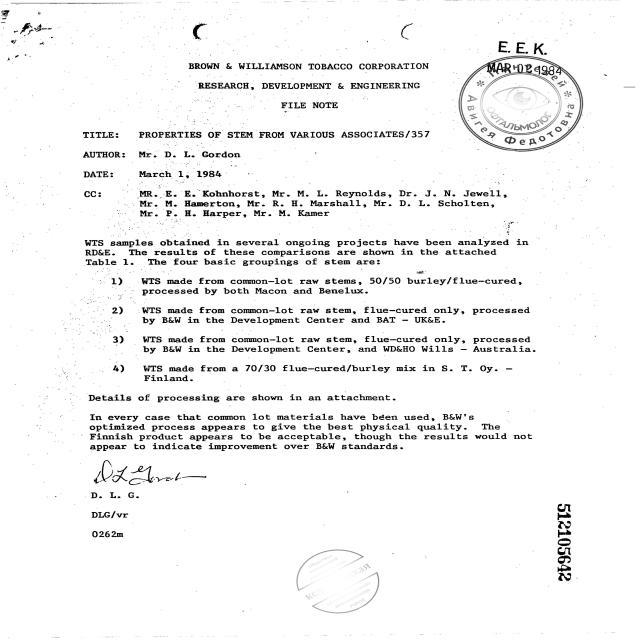 E. E. K.
MAR 02 1984
Авигея Федотовна
ОФТАЛЬМОЛОГ
BROWN & WILLIAMSON TOBACCO CORPORATION
RESEARCH, DEVELOPMENT & ENGINEERING
FILE NOTE
TITLE: PROPERTIES OF STEM FROM VARIOUS ASSOCIATES/357
AUTHOR: Mr. D. L. Gordon
DATE: March 1, 1984
CC: MR. E. E. Kohnhorst, Mr. M. L. Reynolds, Dr. J. N. Jewell,
Mr. M. Hamerton, Mr. R. H. Marshall, Mr. D. L. Scholten,
Mr. P. H. Harper, Mr. M. Kamer
WTS samples obtained in several ongoing projects have been analyzed in
RD&E. The results of these comparisons are shown in the attached
Table 1. The four basic groupings of stem are:
1) WTS made from common-lot raw stems, 50/50 burley/flue-cured,
processed by both Macon and Benelux.
2) WTS made from common-lot raw stem, flue-cured only, processed
by B&W in the Development Center and BAT - UK&E.
3) WTS made from common-lot raw stem, flue-cured only, processed
by B&W in the Development Center, and WD&HO Wills - Australia.
4) WTS made from a 70/30 flue-cured/burley mix in S. T. Oy. -
Finland.
Details of processing are shown in an attachment.
In every case that common lot materials have been used, B&W's
optimized process appears to give the best physical quality. The
Finnish product appears to be acceptable, though the results would not
appear to indicate improvement over B&W standards.
D L Gordon
D. L. G.
DLG/vr
0262m
512105642